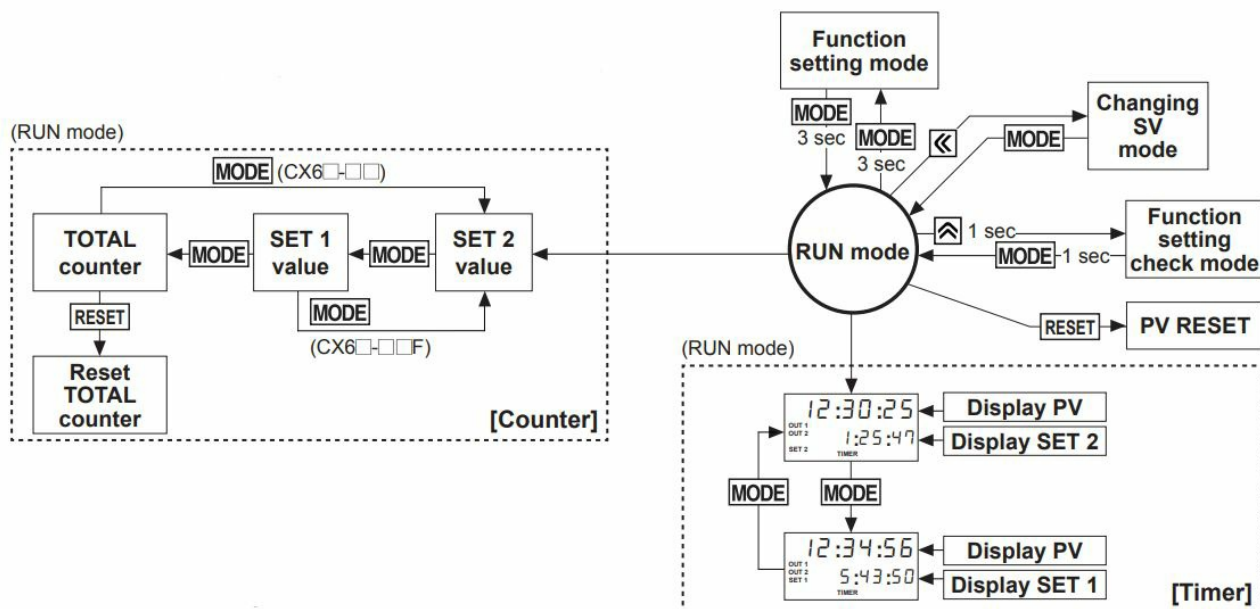 Function
setting mode
MODE
3 sec
MODE
3 sec
Changing
SV
mode
MODE
RUN mode
1 sec
MODE 1 sec
Function
setting
check mode
RESET
PV RESET
(RUN mode)
MODE (CX6□-□□)
TOTAL
counter
MODE
SET 1
value
MODE
SET 2
value
MODE
(CX6□-□□F)
RESET
Reset
TOTAL
counter
[Counter]
(RUN mode)
12:30:25
OUT 1
OUT 2
1:25:47
SET 2
TIMER
Display PV
Display SET 2
MODE
MODE
12:34:56
OUT 1
OUT 2
SET 1
5:43:50
TIMER
Display PV
Display SET 1
[Timer]